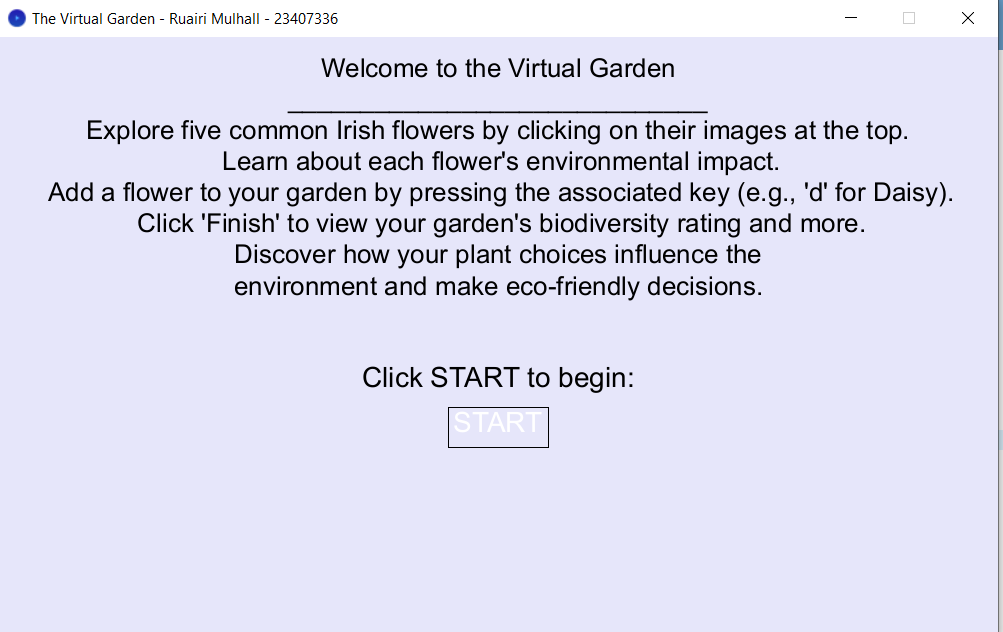 The Virtual Garden - Ruairi Mulhall - 23407336
Welcome to the Virtual Garden
_____________________________
Explore five common Irish flowers by clicking on their images at the top.
Learn about each flower's environmental impact.
Add a flower to your garden by pressing the associated key (e.g., 'd' for Daisy).
Click 'Finish' to view your garden's biodiversity rating and more.
Discover how your plant choices influence the
environment and make eco-friendly decisions.
Click START to begin:
START